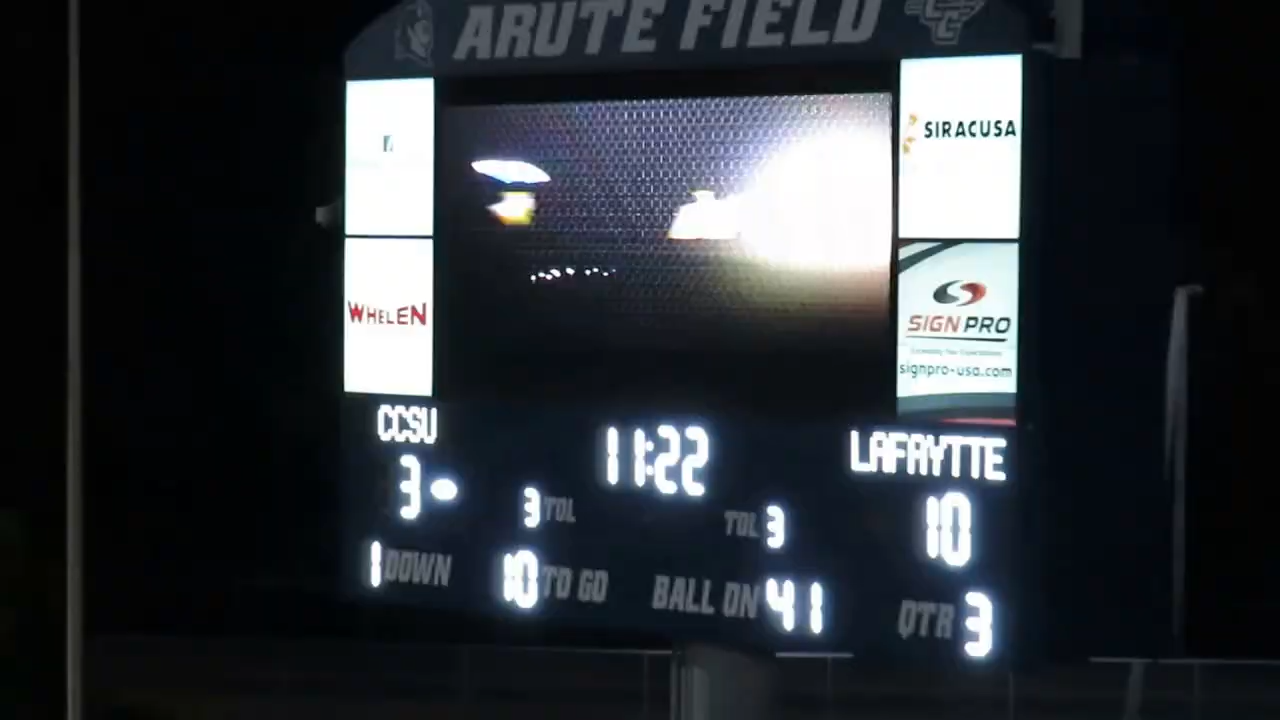 ARUTE FIELD
SIRACUSA
WHELEN
SIGN PRO
signpro-usa.com
CCSU
11:22
LAFAYTTE
3
3 TOL
TOL 3
10
1 DOWN
10 TO GO
BALL ON 41
QTR 3